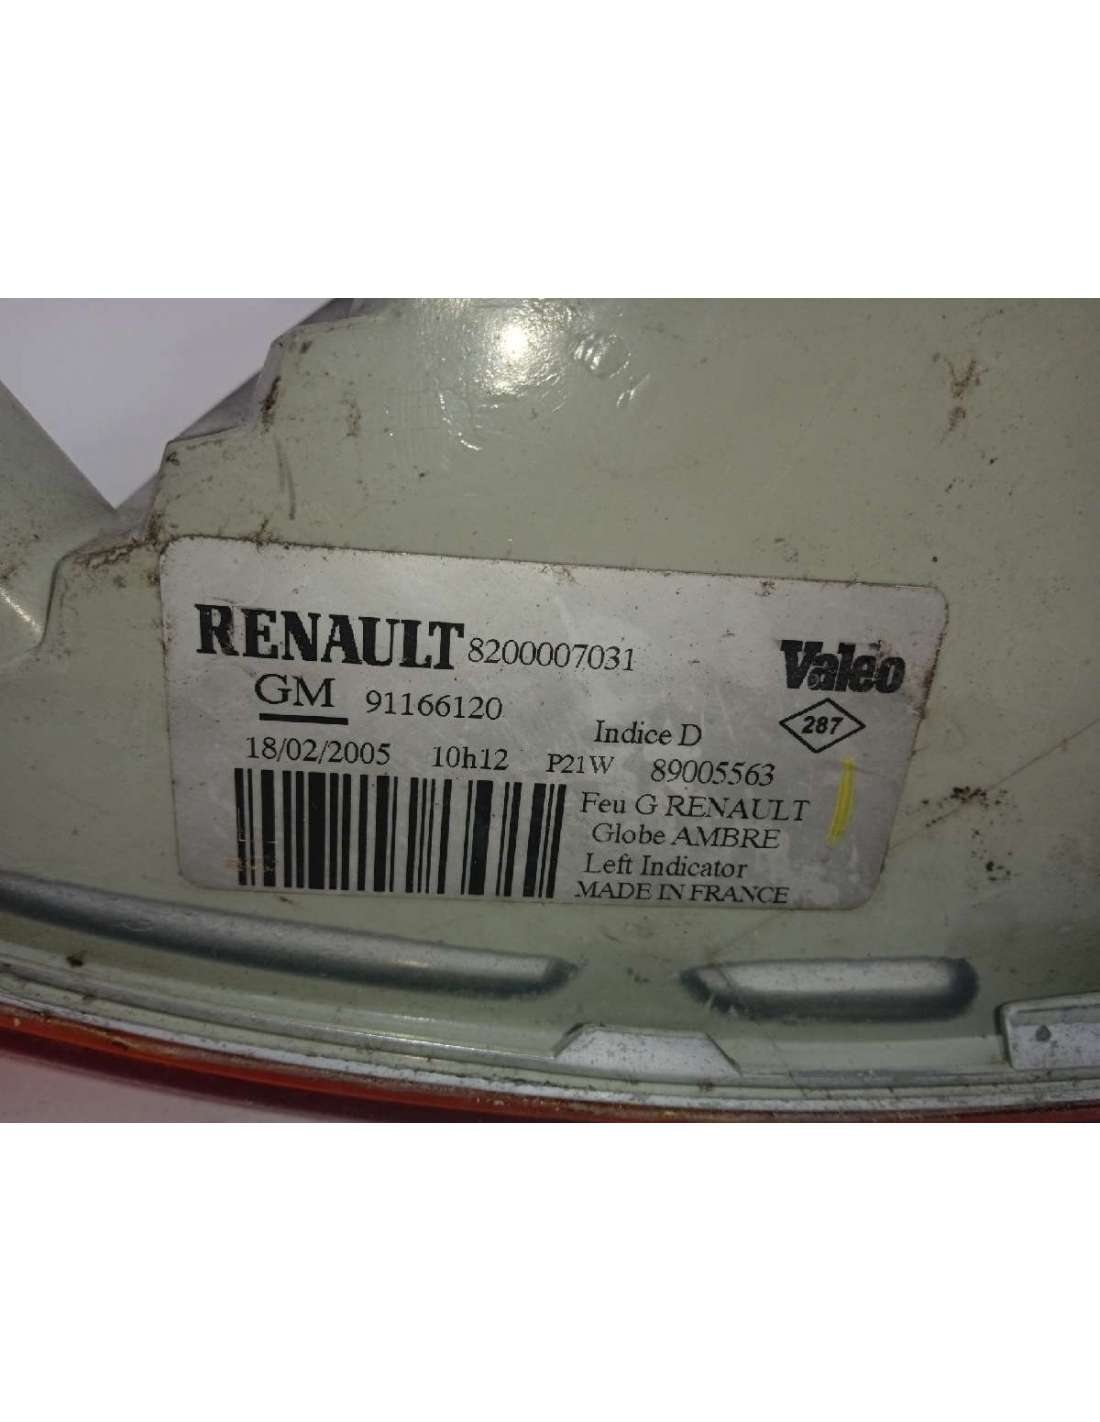 RENAULT 8200007031
Valeo
GM 91166120
287
Indice D
18/02/2005 10h12 P21W 89005563
Feu G RENAULT
Globe AMBRE
Left Indicator
MADE IN FRANCE